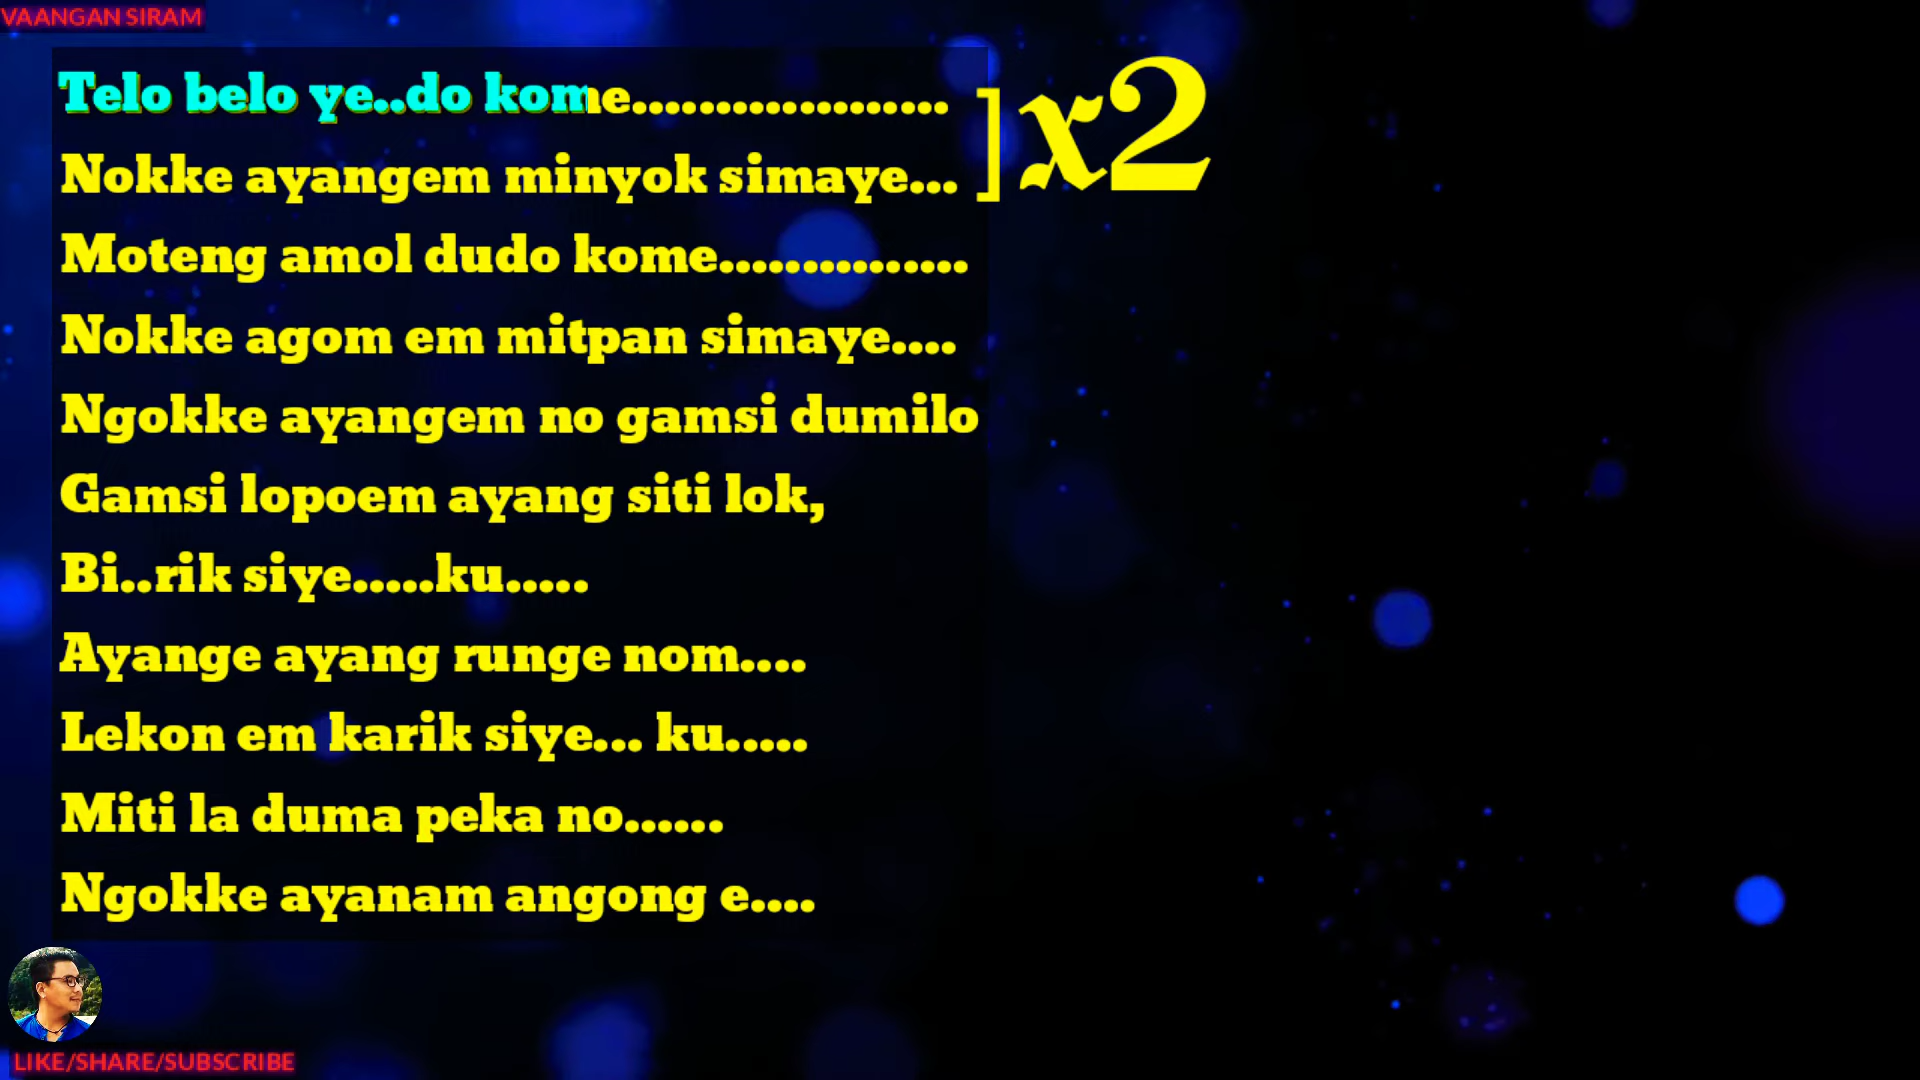 VAANGAN SIRAM
Telo belo ye..do kome...................
]x2
Nokke ayangem minyok simaye...
Moteng amol dudo kome...............
Nokke agom em mitpan simaye....
Ngokke ayangem no gamsi dumilo
Gamsi lopoem ayang siti lok,
Bi..rik siye.....ku.....
Ayange ayang runge nom....
Lekon em karik siye... ku.....
Miti la duma peka no......
Ngokke ayanam angong e....
LIKE/SHARE/SUBSCRIBE